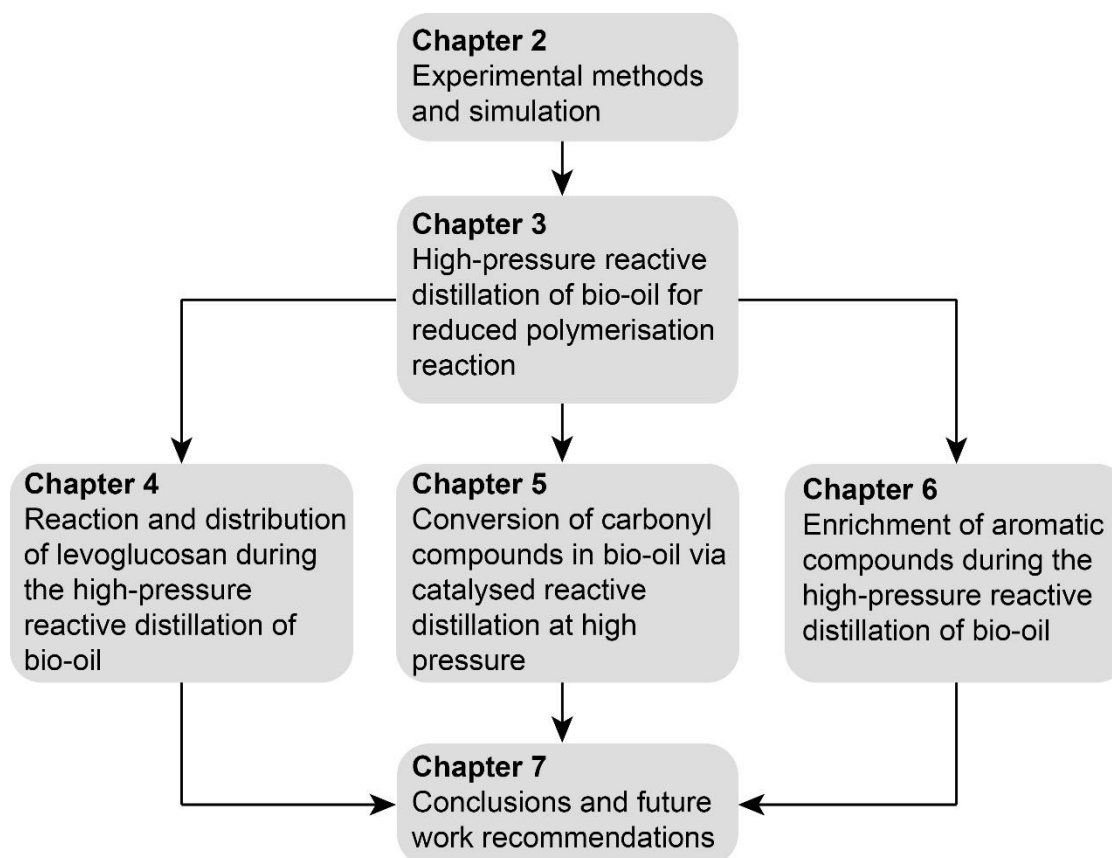 Chapter 2
Experimental methods
and simulation
Chapter 3
High-pressure reactive
distillation of bio-oil for
reduced polymerisation
reaction
Chapter 4
Reaction and distribution
of levoglucosan during
the high-pressure
reactive distillation of
bio-oil
Chapter 5
Conversion of carbonyl
compounds in bio-oil via
catalysed reactive
distillation at high
pressure
Chapter 6
Enrichment of aromatic
compounds during the
high-pressure reactive
distillation of bio-oil
Chapter 7
Conclusions and future
work recommendations